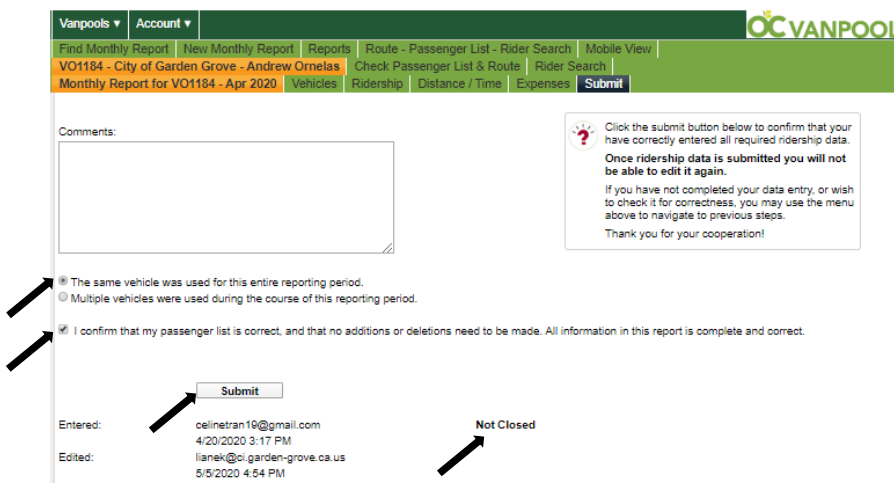 Vanpools ▾ Account ▾
OC VANPOOL
Find Monthly Report New Monthly Report Reports Route - Passenger List - Rider Search Mobile View
VO1184 - City of Garden Grove - Andrew Ornelas Check Passenger List & Route Rider Search
Monthly Report for VO1184 - Apr 2020 Vehicles Ridership Distance / Time Expenses Submit
Comments:
?
Click the submit button below to confirm that your
have correctly entered all required ridership data.
Once ridership data is submitted you will not
be able to edit it again.
If you have not completed your data entry, or wish
to check it for correctness, you may use the menu
above to navigate to previous steps.
Thank you for your cooperation!
The same vehicle was used for this entire reporting period.
Multiple vehicles were used during the course of this reporting period.
I confirm that my passenger list is correct, and that no additions or deletions need to be made. All information in this report is complete and correct.
Submit
Entered: celinetran19@gmail.com Not Closed
4/20/2020 3:17 PM
Edited: lianek@ci.garden-grove.ca.us
5/5/2020 4:54 PM